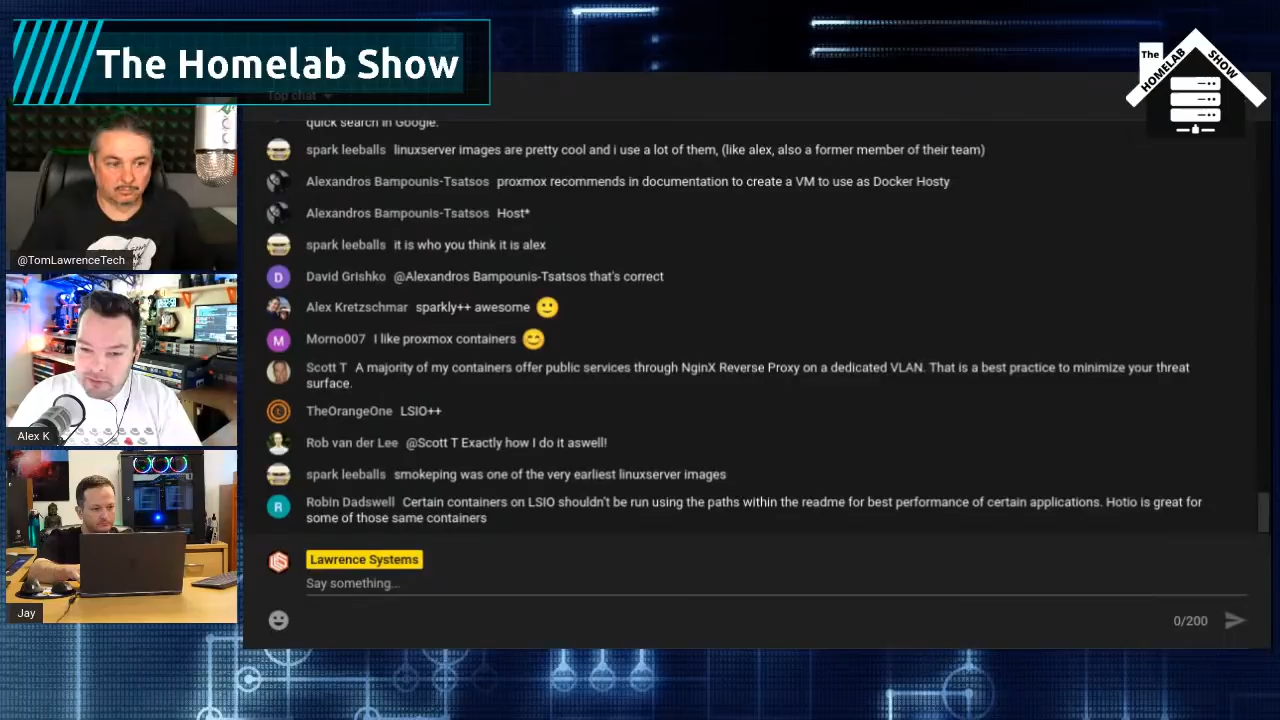 The Homelab Show
The
HOMELAB
SHOW
Top chat
quick search in Google.
spark leeballs linuxserver images are pretty cool and i use a lot of them, (like alex, also a former member of their team)
Alexandros Bampounis-Tsatsos proxmox recommends in documentation to create a VM to use as Docker Hosty
Alexandros Bampounis-Tsatsos Host*
spark leeballs it is who you think it is alex
D David Grishko @Alexandros Bampounis-Tsatsos that's correct
Alex Kretzschmar sparkly++ awesome 🙂
M Morno007 I like proxmox containers 😊
Scott T A majority of my containers offer public services through NginX Reverse Proxy on a dedicated VLAN. That is a best practice to minimize your threat
surface.
TheOrangeOne LSIO++
Rob van der Lee @Scott T Exactly how I do it aswell!
spark leeballs smokeping was one of the very earliest linuxserver images
R Robin Dadswell Certain containers on LSIO shouldn't be run using the paths within the readme for best performance of certain applications. Hotio is great for
some of those same containers
Lawrence Systems
Say something...
0/200
@TomLawrenceTech
Alex K
Jay